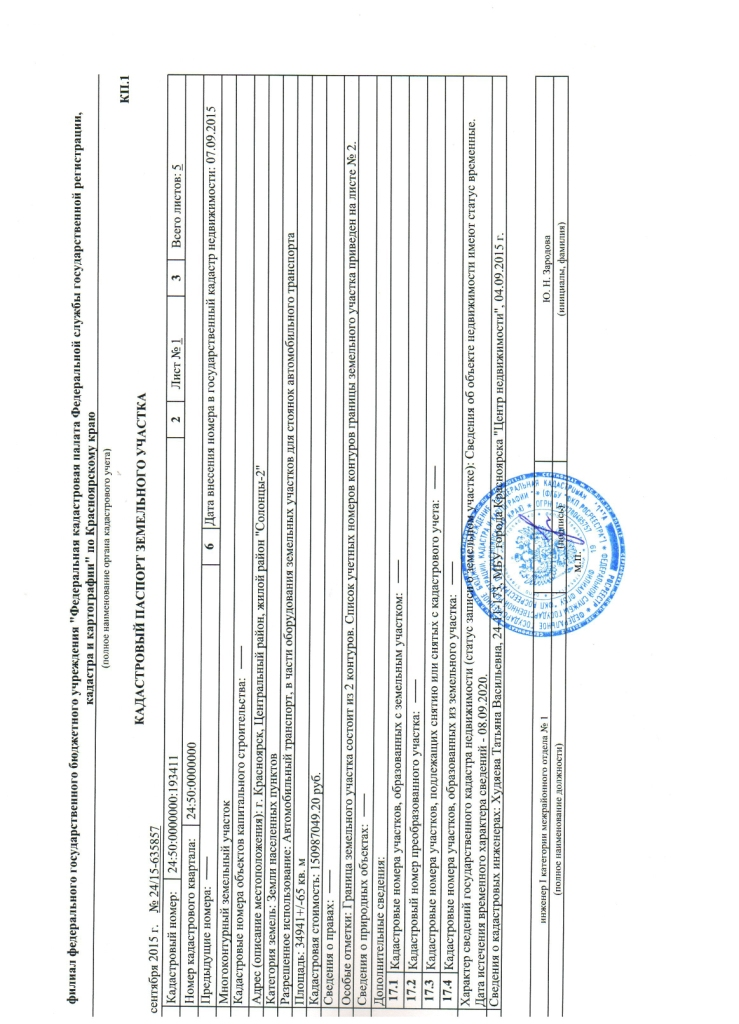 филиал федерального государственного бюджетного учреждения "Федеральная кадастровая палата Федеральной службы государственной регистрации,
кадастра и картографии" по Красноярскому краю
(полное наименование органа кадастрового учета)
КП.1
КАДАСТРОВЫЙ ПАСПОРТ ЗЕМЕЛЬНОГО УЧАСТКА
сентября 2015 г. № 24/15-635857
Кадастровый номер: 24:50:0000000:193411 2 Лист № 1 3 Всего листов: 5
Номер кадастрового квартала: 24:50:0000000
Предыдущие номера: —— 6 Дата внесения номера в государственный кадастр недвижимости: 07.09.2015
Многоконтурный земельный участок
Кадастровые номера объектов капитального строительства: ——
Адрес (описание местоположения): г. Красноярск, Центральный район, жилой район "Солонцы-2"
Категория земель: Земли населенных пунктов
Разрешенное использование: Автомобильный транспорт, в части оборудования земельных участков для стоянок автомобильного транспорта
Площадь: 34941+/-65 кв. м
Кадастровая стоимость: 150987049.20 руб.
Сведения о правах: ——
Особые отметки: Граница земельного участка состоит из 2 контуров. Список учетных номеров контуров границы земельного участка приведен на листе № 2.
Сведения о природных объектах: ——
Дополнительные сведения:
17.1 Кадастровые номера участков, образованных с земельным участком: ——
17.2 Кадастровый номер преобразованного участка: ——
17.3 Кадастровые номера участков, подлежащих снятию или снятых с кадастрового учета: ——
17.4 Кадастровые номера участков, образованных из земельного участка: ——
Характер сведений государственного кадастра недвижимости (статус записи о земельном участке): Сведения об объекте недвижимости имеют статус временные.
Дата истечения временного характера сведений - 08.09.2020.
Сведения о кадастровых инженерах: Худяева Татьяна Васильевна, 24-11-173, МБУ города Красноярска "Центр недвижимости", 04.09.2015 г.
инженер I категории межрайонного отдела № 1 Ю. Н. Зародова
(полное наименование должности) (подпись) (инициалы, фамилия)
М.П.